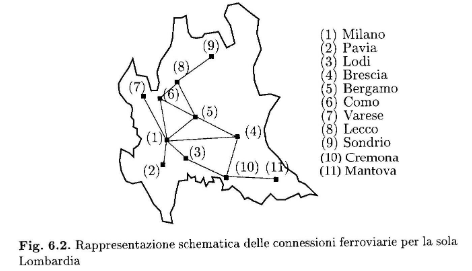 (9)
(8)
(7)
(6)
(5)
(1)
(4)
(3)
(2)
(10)
(11)
(1) Milano
(2) Pavia
(3) Lodi
(4) Brescia
(5) Bergamo
(6) Como
(7) Varese
(8) Lecco
(9) Sondrio
(10) Cremona
(11) Mantova
Fig. 6.2. Rappresentazione schematica delle connessioni ferroviarie per la sola
Lombardia